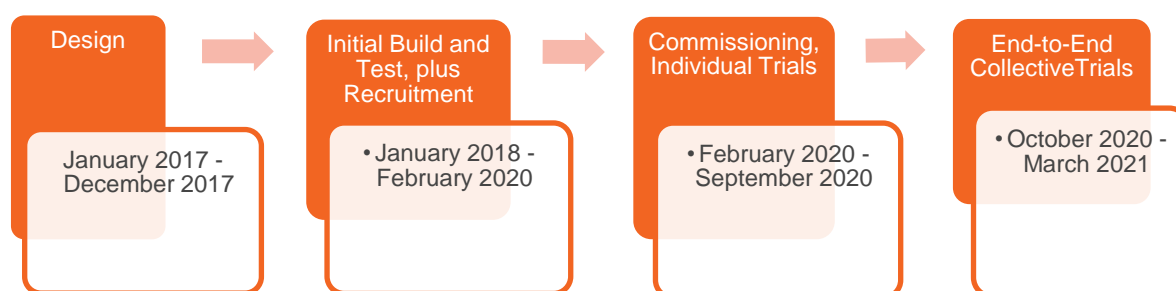 Design
January 2017 -
December 2017
Initial Build and
Test, plus
Recruitment
• January 2018 -
February 2020
Commissioning,
Individual Trials
• February 2020 -
September 2020
End-to-End
CollectiveTrials
• October 2020 -
March 2021